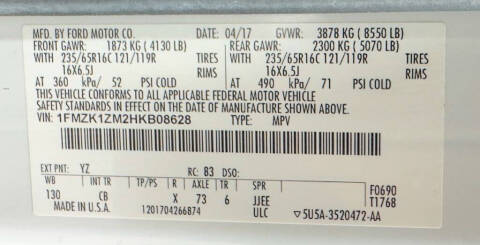 MFD. BY FORD MOTOR CO. DATE: 04/17 GVWR: 3878 KG ( 8550 LB)
FRONT GAWR: 1873 KG ( 4130 LB) REAR GAWR: 2300 KG ( 5070 LB)
WITH 235/65R16C 121/119R TIRES WITH 235/65R16C 121/119R TIRES
16X6.5J RIMS 16X6.5J RIMS
AT 360 kPa/ 52 PSI COLD AT 490 kPa/ 71 PSI COLD
THIS VEHICLE CONFORMS TO ALL APPLICABLE FEDERAL MOTOR VEHICLE
SAFETY STANDARDS IN EFFECT ON THE DATE OF MANUFACTURE SHOWN ABOVE.
VIN: 1FMZK1ZM2HKB08628 TYPE: MPV
EXT PNT: YZ RC: 83 DSO:
WB INT TR TP/PS R AXLE TR SPR F0690
130 CB X 73 6 JJEE T1768
MADE IN U.S.A. 1201704266874 ULC 5U5A-3520472-AA